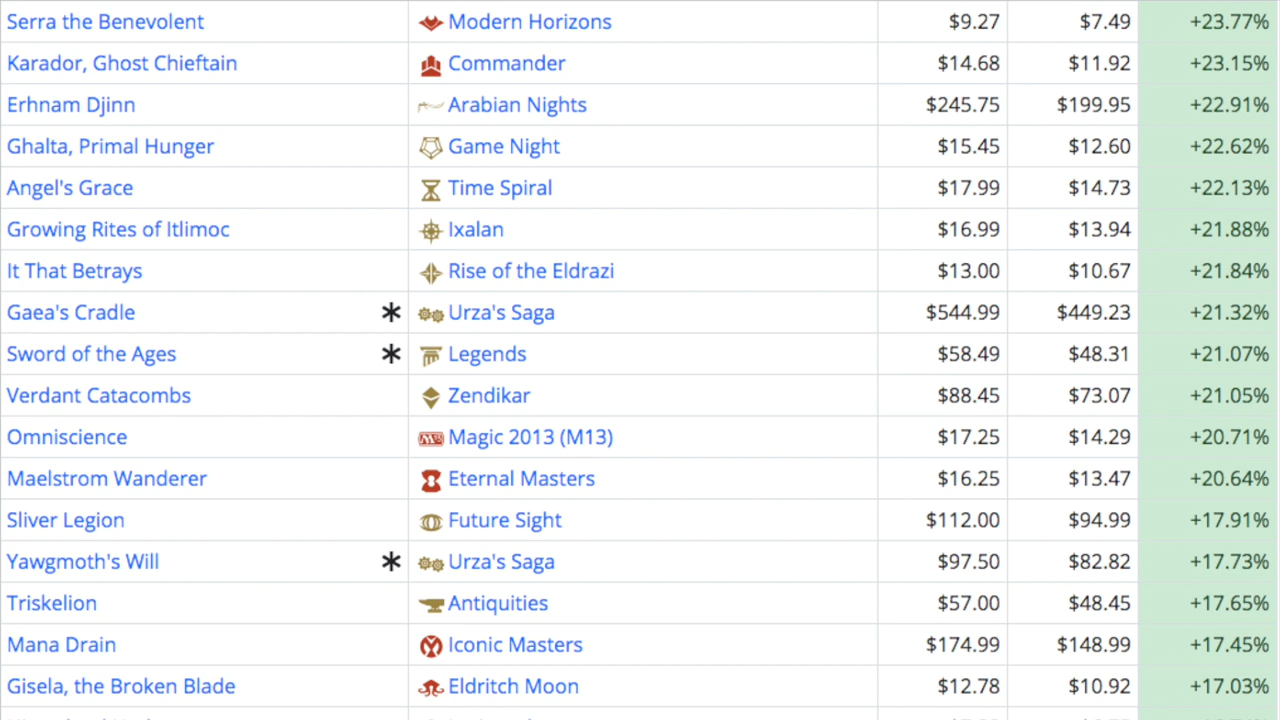 Serra the Benevolent Modern Horizons $9.27 $7.49 +23.77%
Karador, Ghost Chieftain Commander $14.68 $11.92 +23.15%
Erhnam Djinn Arabian Nights $245.75 $199.95 +22.91%
Ghalta, Primal Hunger Game Night $15.45 $12.60 +22.62%
Angel's Grace Time Spiral $17.99 $14.73 +22.13%
Growing Rites of Itlimoc Ixalan $16.99 $13.94 +21.88%
It That Betrays Rise of the Eldrazi $13.00 $10.67 +21.84%
Gaea's Cradle * Urza's Saga $544.99 $449.23 +21.32%
Sword of the Ages * Legends $58.49 $48.31 +21.07%
Verdant Catacombs Zendikar $88.45 $73.07 +21.05%
Omniscience Magic 2013 (M13) $17.25 $14.29 +20.71%
Maelstrom Wanderer Eternal Masters $16.25 $13.47 +20.64%
Sliver Legion Future Sight $112.00 $94.99 +17.91%
Yawgmoth's Will * Urza's Saga $97.50 $82.82 +17.73%
Triskelion Antiquities $57.00 $48.45 +17.65%
Mana Drain Iconic Masters $174.99 $148.99 +17.45%
Gisela, the Broken Blade Eldritch Moon $12.78 $10.92 +17.03%